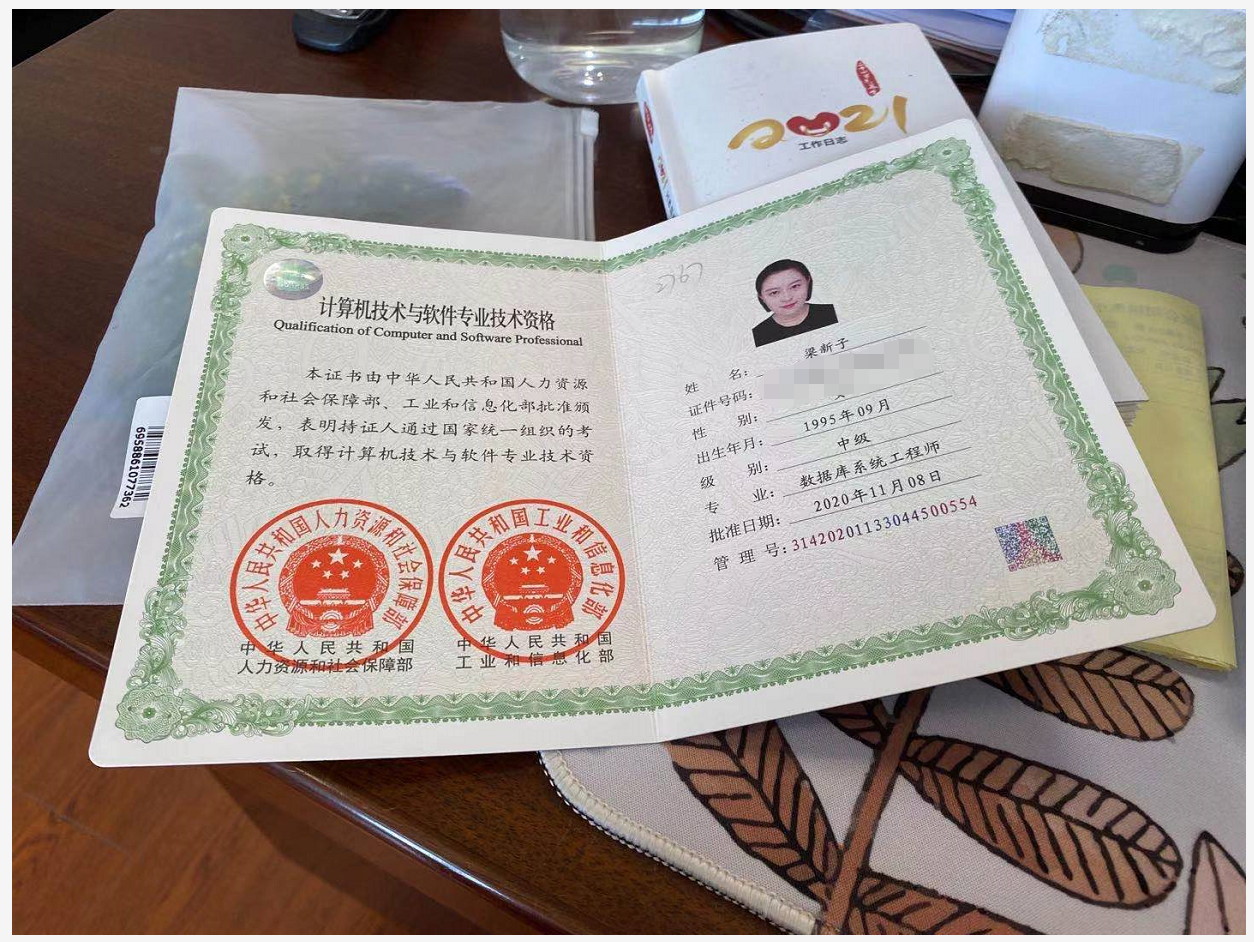 2021
工作日志
6958861077362
计算机技术与软件专业技术资格
Qualification of Computer and Software Professional
本证书由中华人民共和国人力资源
和社会保障部、工业和信息化部批准颁
发，表明持证人通过国家统一组织的考
试，取得计算机技术与软件专业技术资
格。
中华人民共和国人力资源和社会保障部
中华人民共和国
人力资源和社会保障部
中华人民共和国工业和信息化部
中华人民共和国
工业和信息化部
姓 名：梁新子
证件号码：
性 别：
出生年月：1995年09月
级 别：中级
专 业：数据库系统工程师
批准日期：2020年11月08日
管 理 号：31420201133044500554